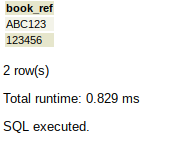 book_ref
ABC123
123456
2 row(s)
Total runtime: 0.829 ms
SQL executed.